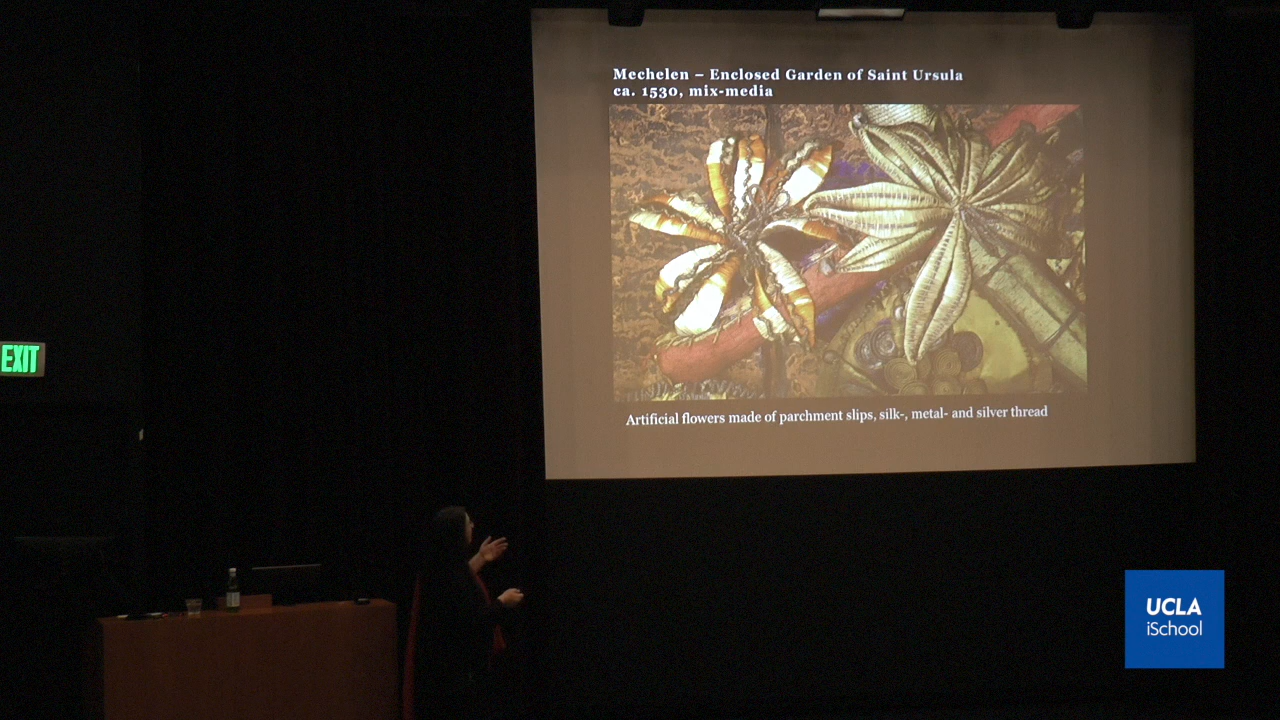 Mechelen – Enclosed Garden of Saint Ursula
ca. 1530, mix-media
Artificial flowers made of parchment slips, silk-, metal- and silver thread
EXIT
UCLA
iSchool